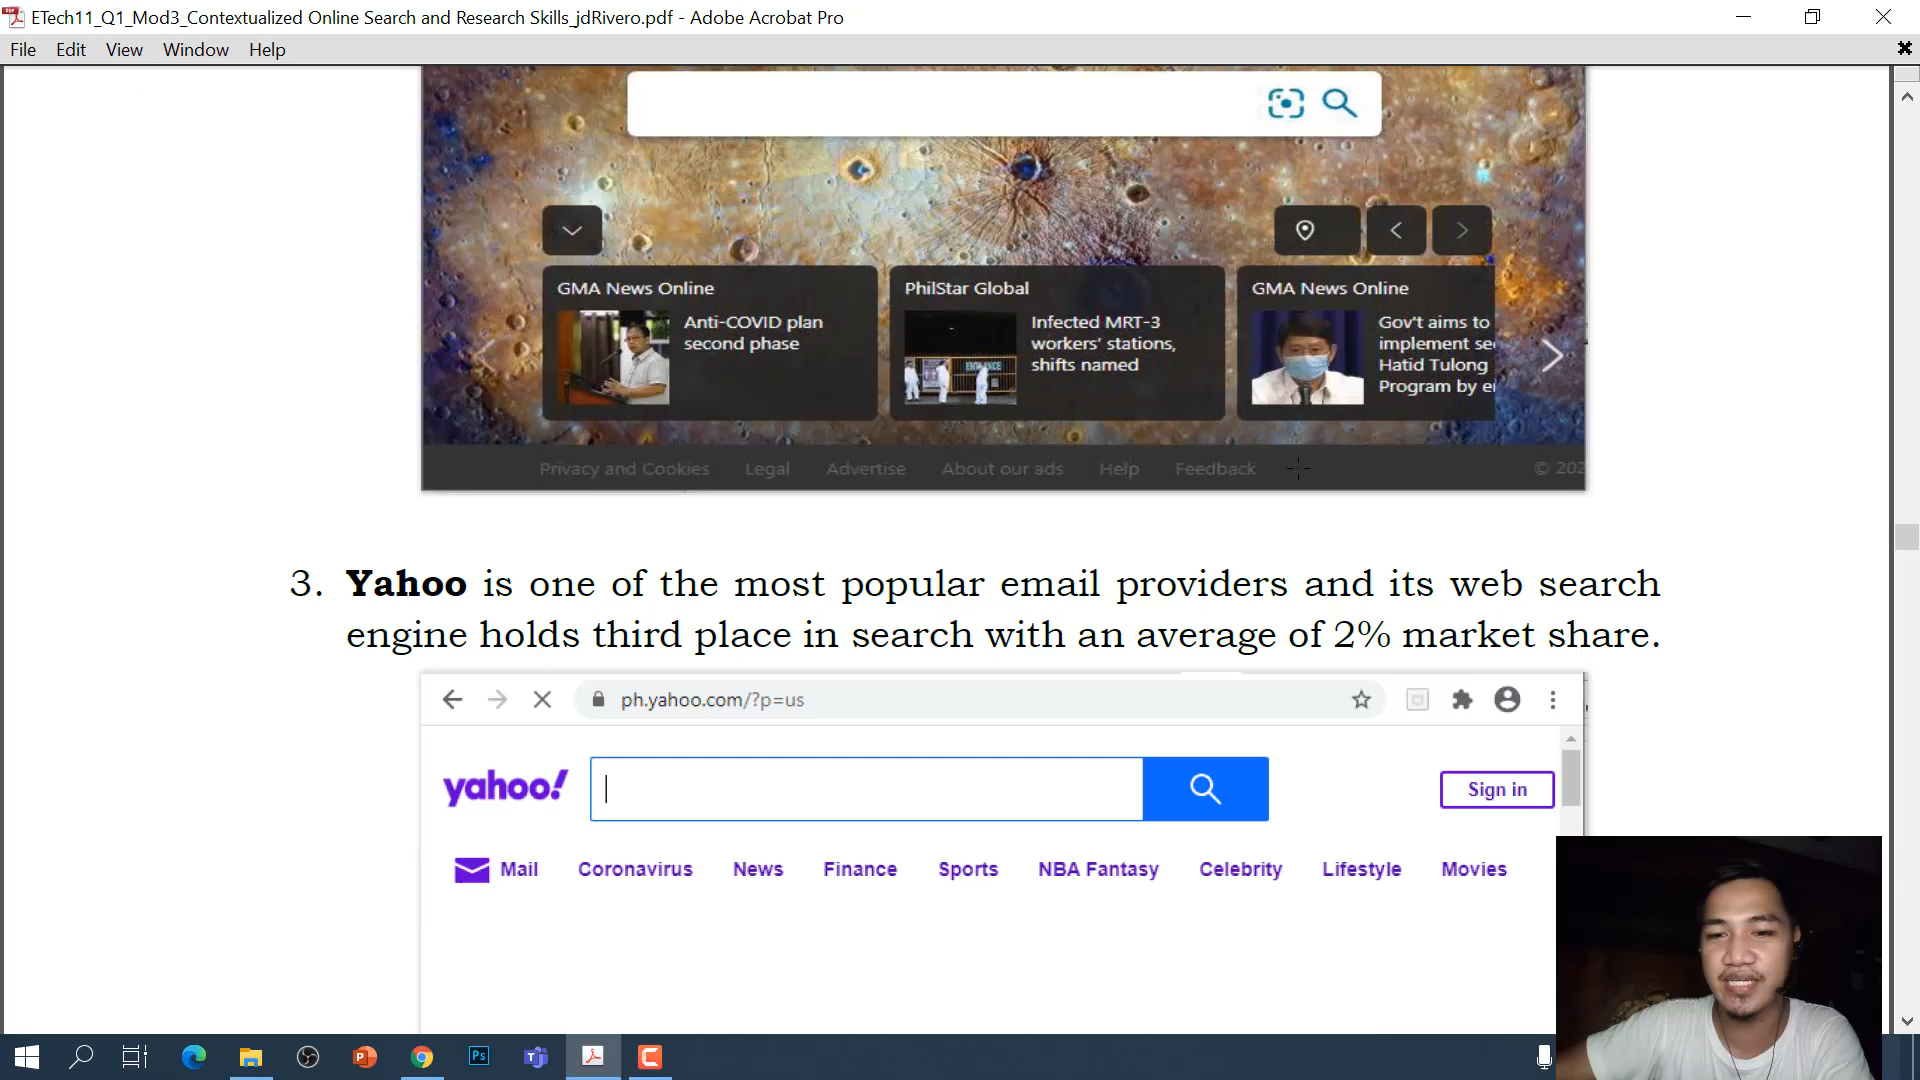 ETech11_Q1_Mod3_Contextualized Online Search and Research Skills_jdRivero.pdf - Adobe Acrobat Pro
File Edit View Window Help
GMA News Online
Anti-COVID plan
second phase
PhilStar Global
Infected MRT-3
workers' stations,
shifts named
ENTRANCE
GMA News Online
Gov't aims to
implement se
Hatid Tulong
Program by e
Privacy and Cookies Legal Advertise About our ads Help Feedback © 202
3. Yahoo is one of the most popular email providers and its web search
engine holds third place in search with an average of 2% market share.
ph.yahoo.com/?p=us
yahoo!
Sign in
Mail Coronavirus News Finance Sports NBA Fantasy Celebrity Lifestyle Movies